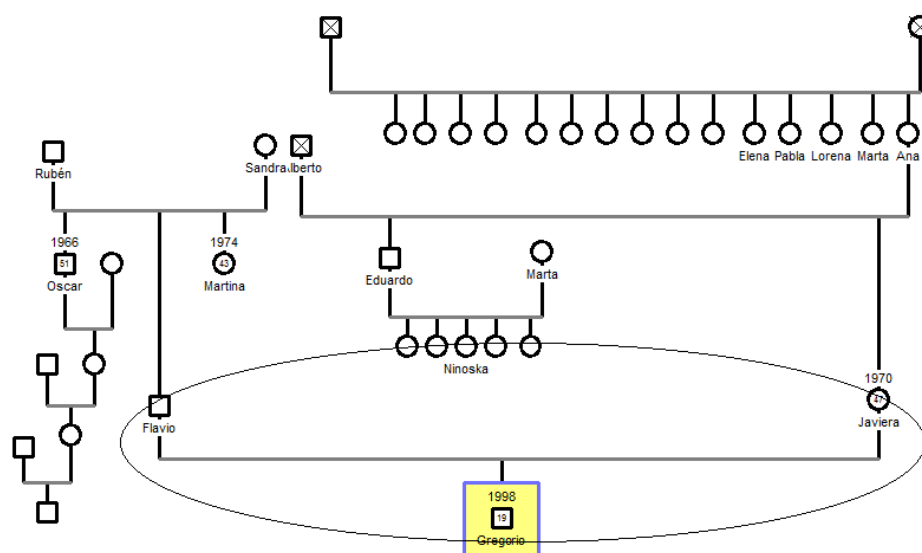 Elena Pabla Lorena Marta Ana
Rubén
Sandra
lberto
1966
51
Oscar
1974
43
Martina
Eduardo
Marta
Ninoska
Flavio
1970
47
Javiera
1998
19
Gregorio